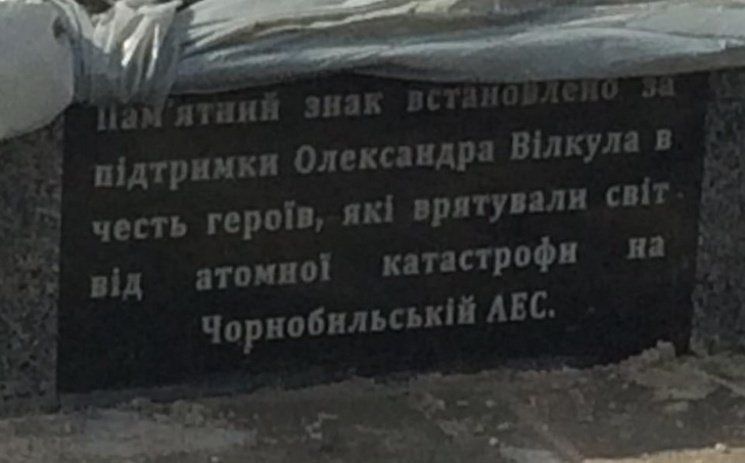 Пам'ятний знак встановлено за
підтримки Олександра Вілкула в
честь героїв, які врятували світ
від атомної катастрофи на
Чорнобильській АЕС.